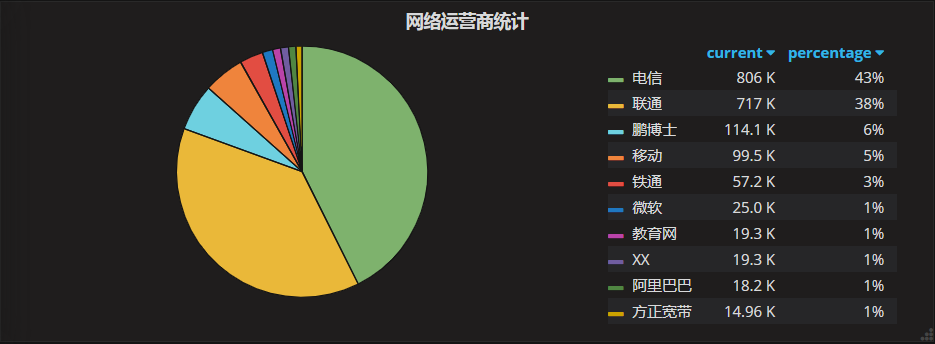 网络运营商统计
current percentage
电信 806 K 43%
联通 717 K 38%
鹏博士 114.1 K 6%
移动 99.5 K 5%
铁通 57.2 K 3%
微软 25.0 K 1%
教育网 19.3 K 1%
XX 19.3 K 1%
阿里巴巴 18.2 K 1%
方正宽带 14.96 K 1%